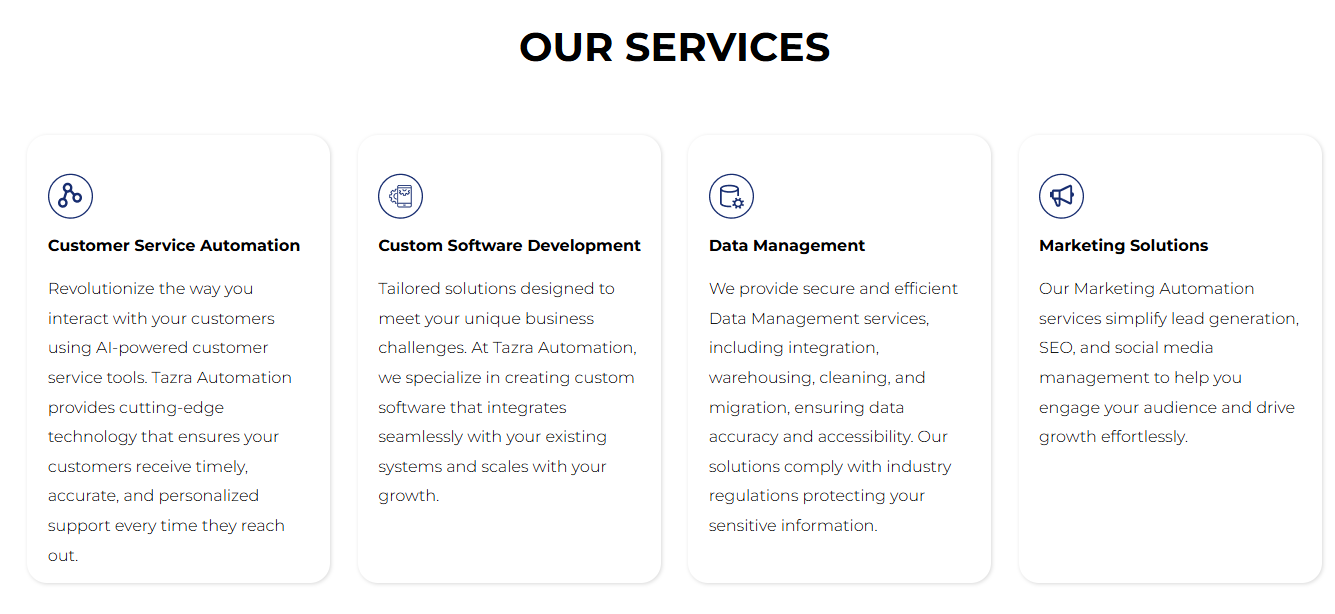 OUR SERVICES
Customer Service Automation
Revolutionize the way you
interact with your customers
using AI-powered customer
service tools. Tazra Automation
provides cutting-edge
technology that ensures your
customers receive timely,
accurate, and personalized
support every time they reach
out.
Custom Software Development
Tailored solutions designed to
meet your unique business
challenges. At Tazra Automation,
we specialize in creating custom
software that integrates
seamlessly with your existing
systems and scales with your
growth.
Data Management
We provide secure and efficient
Data Management services,
including integration,
warehousing, cleaning, and
migration, ensuring data
accuracy and accessibility. Our
solutions comply with industry
regulations protecting your
sensitive information.
Marketing Solutions
Our Marketing Automation
services simplify lead generation,
SEO, and social media
management to help you
engage your audience and drive
growth effortlessly.